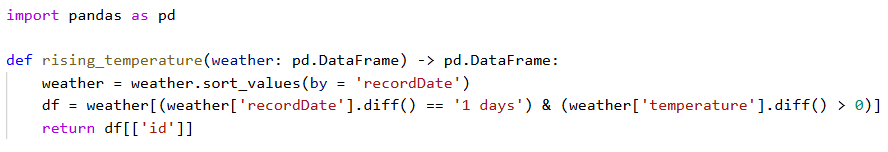 import pandas as pd
def rising_temperature(weather: pd.DataFrame) -> pd.DataFrame:
    weather = weather.sort_values(by = 'recordDate')
    df = weather[(weather['recordDate'].diff() == '1 days') & (weather['temperature'].diff() > 0)]
    return df[['id']]